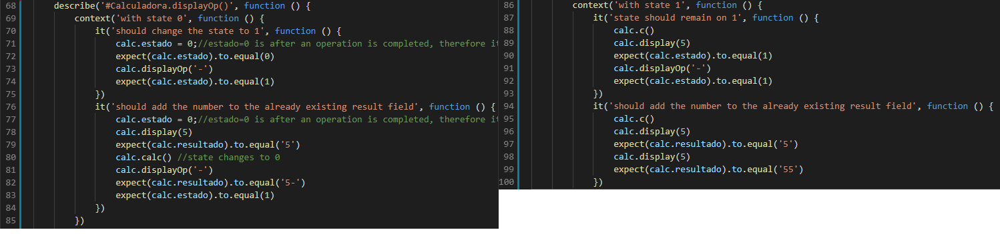 68 describe('#Calculadora.displayOp()', function () {
69 context('with state 0', function () {
70 it('should change the state to 1', function () {
71 calc.estado = 0;//estado=0 is after an operation is completed, therefore it
72 expect(calc.estado).to.equal(0)
73 calc.displayOp('-')
74 expect(calc.estado).to.equal(1)
75 })
76 it('should add the number to the already existing result field', function () {
77 calc.estado = 0;//estado=0 is after an operation is completed, therefore it
78 calc.display(5)
79 expect(calc.resultado).to.equal('5')
80 calc.calc() //state changes to 0
81 calc.displayOp('-')
82 expect(calc.resultado).to.equal('5-')
83 expect(calc.estado).to.equal(1)
84 })
85 })
86 context('with state 1', function () {
87 it('state should remain on 1', function () {
88 calc.c()
89 calc.display(5)
90 expect(calc.estado).to.equal(1)
91 calc.displayOp('-')
92 expect(calc.estado).to.equal(1)
93 })
94 it('should add the number to the already existing result field', function () {
95 calc.c()
96 calc.display(5)
97 expect(calc.resultado).to.equal('5')
98 calc.display(5)
99 expect(calc.resultado).to.equal('55')
100 })